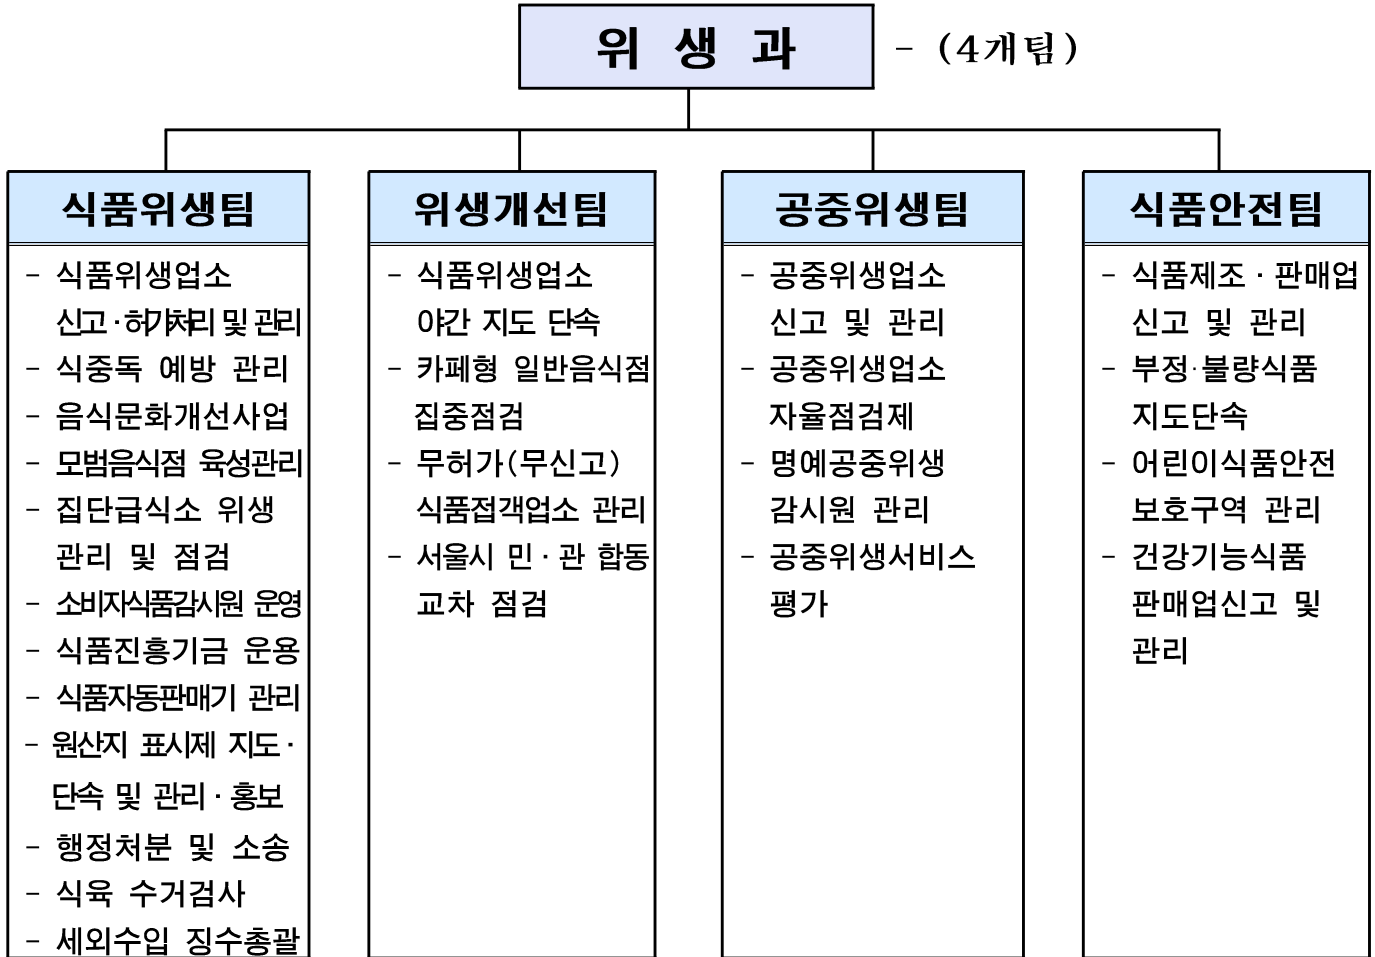 위 생 과 - (4개팀)
식품위생팀
- 식품위생업소
신고·허가처리 및 관리
- 식중독 예방 관리
- 음식문화개선사업
- 모범음식점 육성관리
- 집단급식소 위생
관리 및 점검
- 소비자식품감시원 운영
- 식품진흥기금 운용
- 식품자동판매기 관리
- 원산지 표시제 지도·
단속 및 관리·홍보
- 행정처분 및 소송
- 식육 수거검사
- 세외수입 징수총괄
위생개선팀
- 식품위생업소
야간 지도 단속
- 카페형 일반음식점
집중점검
- 무허가(무신고)
식품접객업소 관리
- 서울시 민·관 합동
교차 점검
공중위생팀
- 공중위생업소
신고 및 관리
- 공중위생업소
자율점검제
- 명예공중위생
감시원 관리
- 공중위생서비스
평가
식품안전팀
- 식품제조·판매업
신고 및 관리
- 부정·불량식품
지도단속
- 어린이식품안전
보호구역 관리
- 건강기능식품
판매업신고 및
관리